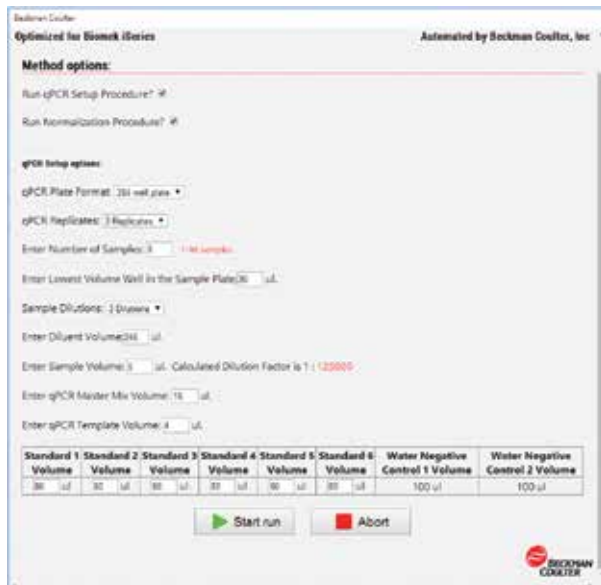 Beckman Coulter
Optimized for Biomek iSeries Automated by Beckman Coulter, Inc
Method options:
Run qPCR Setup Procedure?
Run Normalization Procedure?
qPCR Setup options:
qPCR Plate Format: 384 well plate
qPCR Replicates: 3 Replicates
Enter Number of Samples:
Enter Lowest Volume Well in the Sample Plate: ul.
Sample Dilutions: Dilutions
Enter Diluent Volume: ul.
Enter Sample Volume: ul. Calculated Dilution Factor is 1 :
Enter qPCR Master Mix Volume: ul.
Enter qPCR Template Volume: 4 ul.
Standard 1 Volume Standard 2 Volume Standard 3 Volume Standard 4 Volume Standard 5 Volume Standard 6 Volume Water Negative Control 1 Volume Water Negative Control 2 Volume
ul ul ul ul ul ul 100 ul 100 ul
Start run Abort
BECKMAN
COULTER